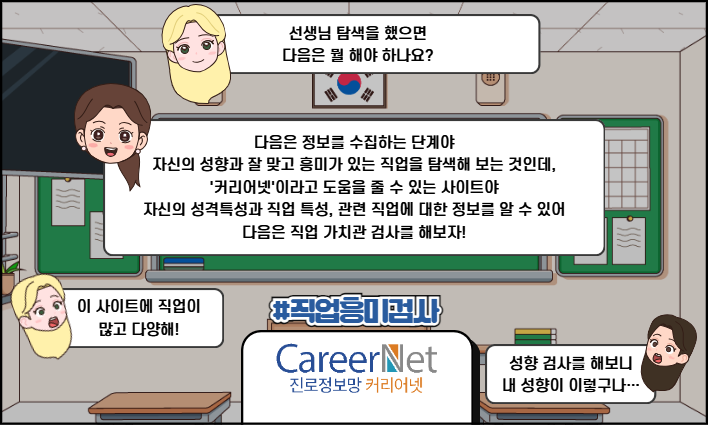 선생님 탐색을 했으면
다음은 뭘 해야 하나요?
다음은 정보를 수집하는 단계야
자신의 성향과 잘 맞고 흥미가 있는 직업을 탐색해 보는 것인데,
'커리어넷'이라고 도움을 줄 수 있는 사이트야
자신의 성격특성과 직업 특성, 관련 직업에 대한 정보를 알 수 있어
다음은 직업 가치관 검사를 해보자!
이 사이트에 직업이
많고 다양해!
#직업흥미검사
CareerNet
진로정보망 커리어넷
성향 검사를 해보니
내 성향이 이렇구나…